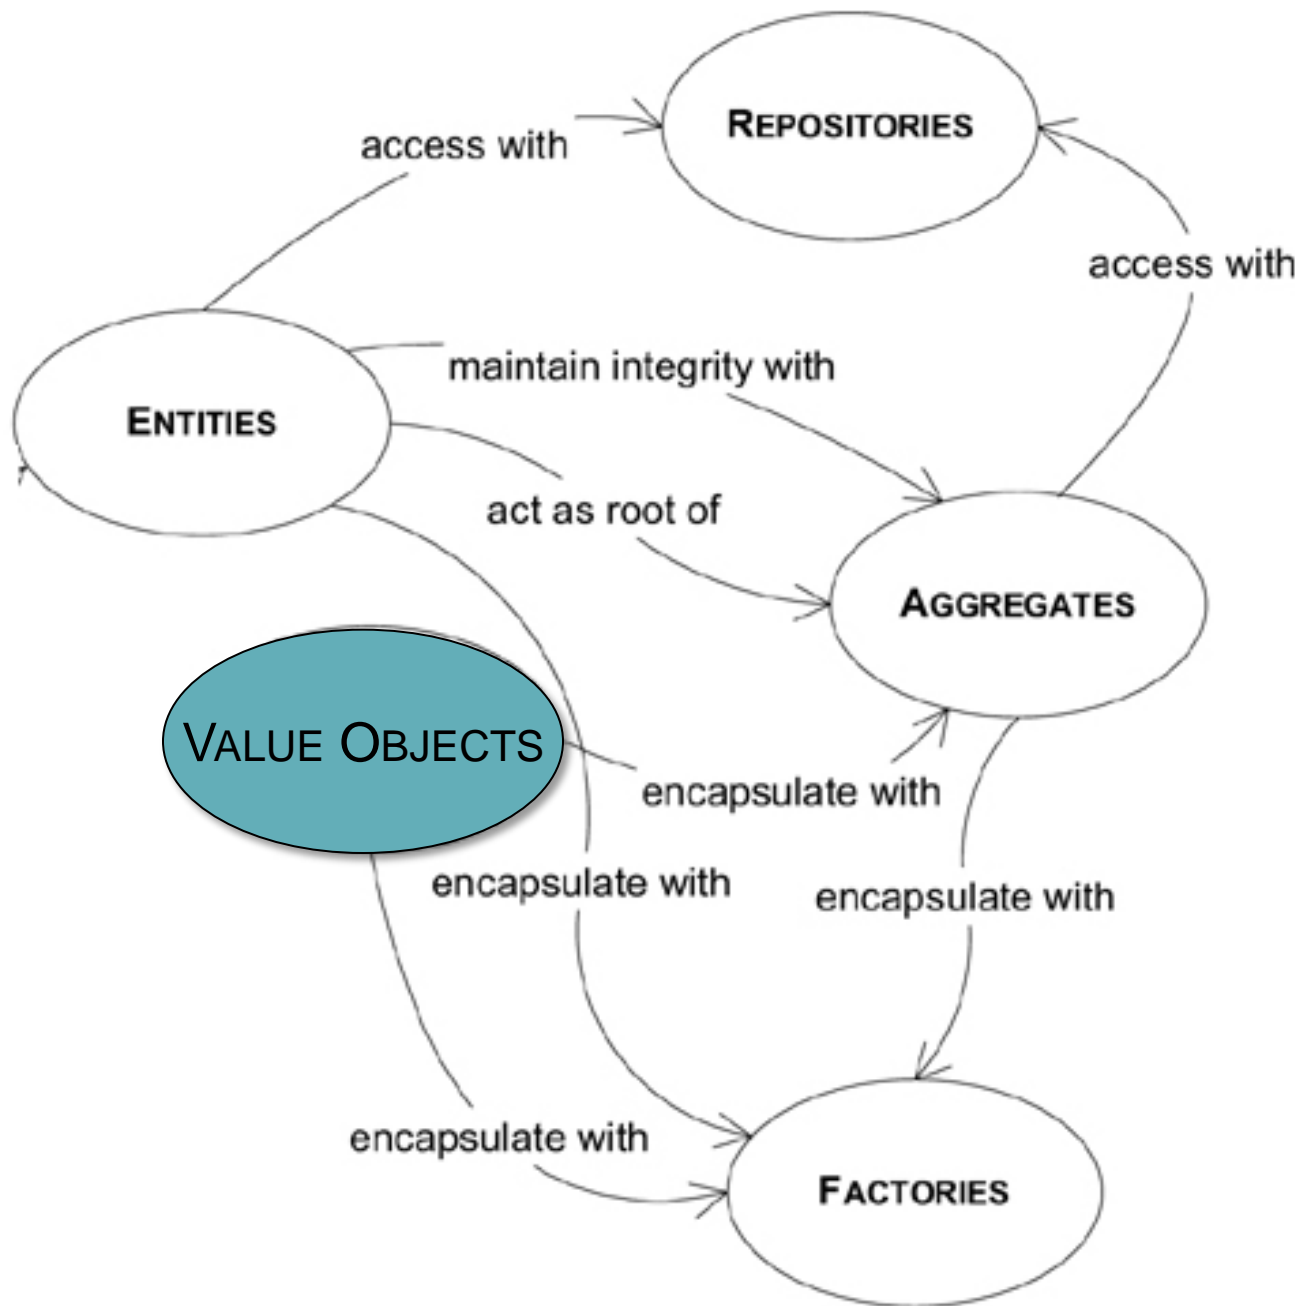 REPOSITORIES
access with
access with
maintain integrity with
ENTITIES
act as root of
AGGREGATES
VALUE OBJECTS
encapsulate with
encapsulate with
encapsulate with
encapsulate with
FACTORIES